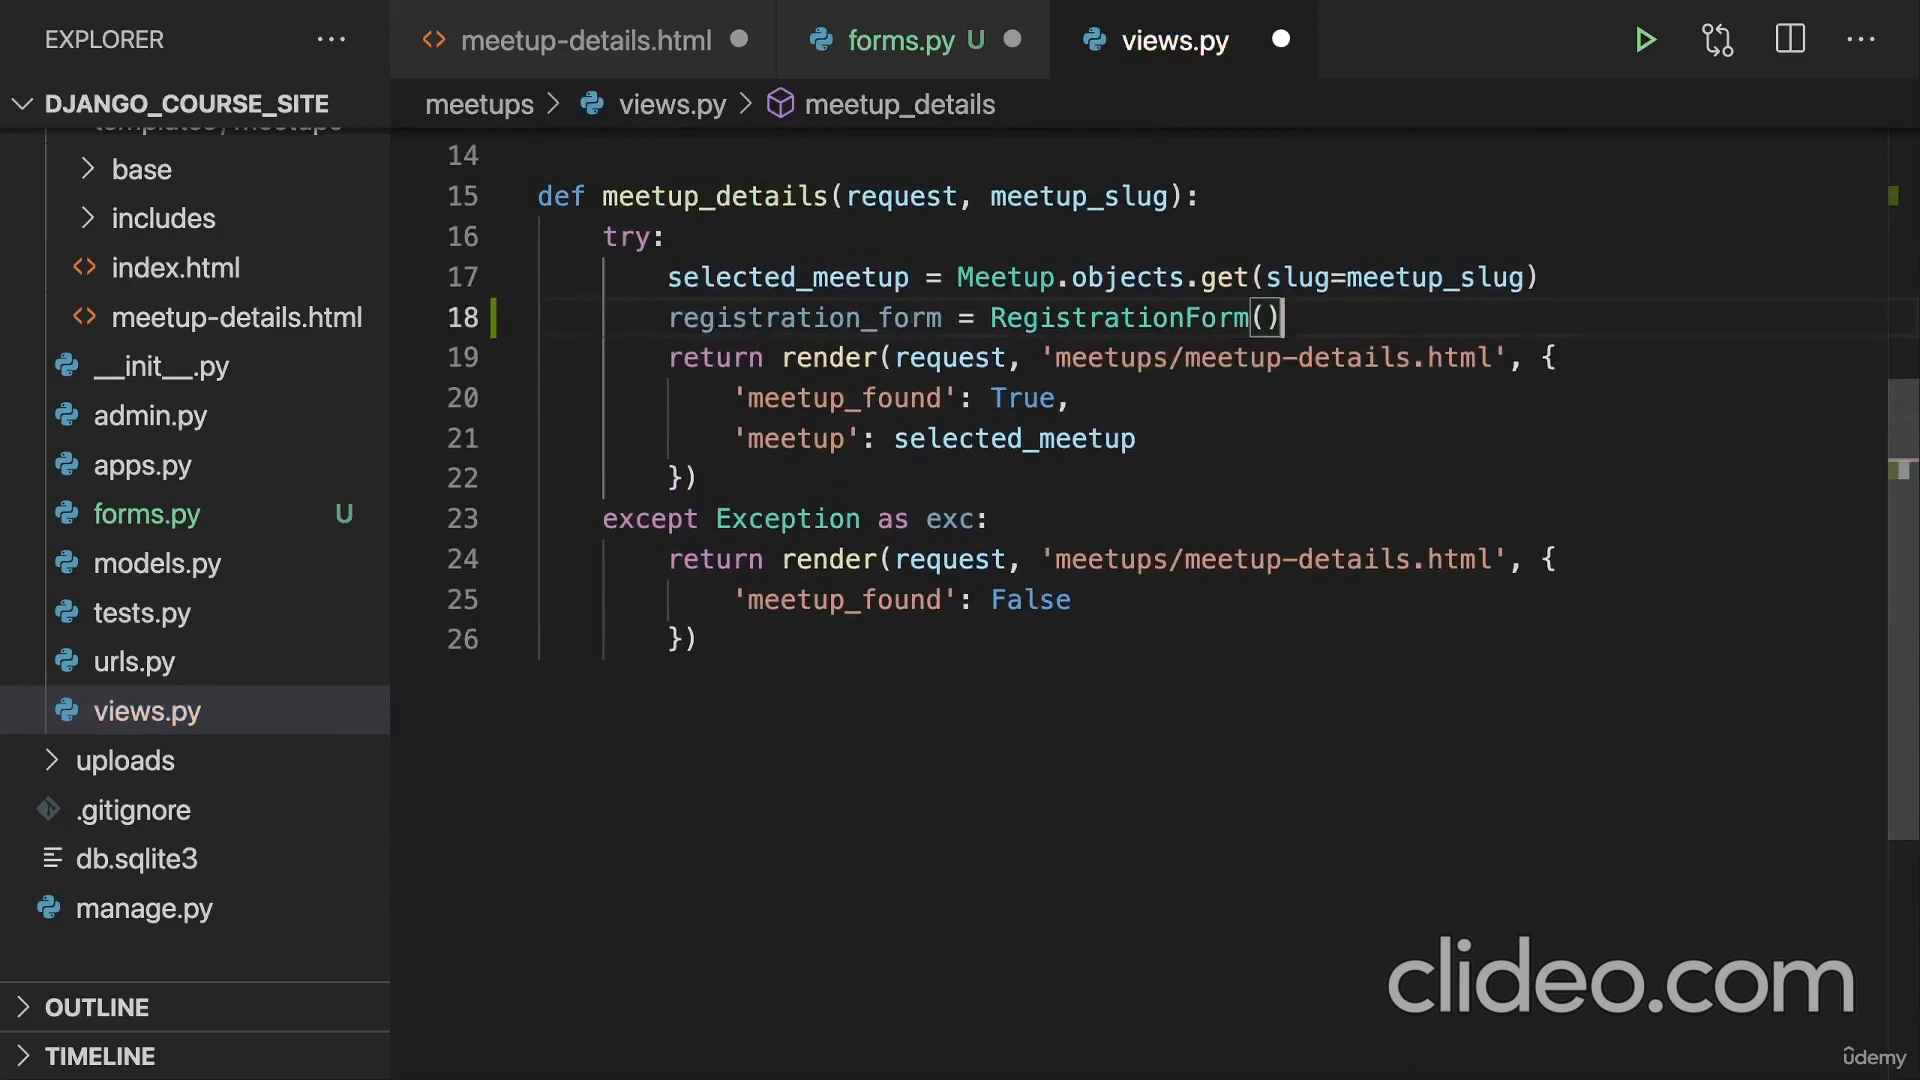 EXPLORER ...
meetup-details.html
forms.py U
views.py
...
DJANGO_COURSE_SITE
meetups > views.py > meetup_details
templates/meetups
base
includes
index.html
meetup-details.html
__init__.py
admin.py
apps.py
forms.py U
models.py
tests.py
urls.py
views.py
uploads
.gitignore
db.sqlite3
manage.py
OUTLINE
TIMELINE
14
15 def meetup_details(request, meetup_slug):
16 try:
17 selected_meetup = Meetup.objects.get(slug=meetup_slug)
18 registration_form = RegistrationForm()
19 return render(request, 'meetups/meetup-details.html', {
20 'meetup_found': True,
21 'meetup': selected_meetup
22 })
23 except Exception as exc:
24 return render(request, 'meetups/meetup-details.html', {
25 'meetup_found': False
26 })
clideo.com
ûdemy